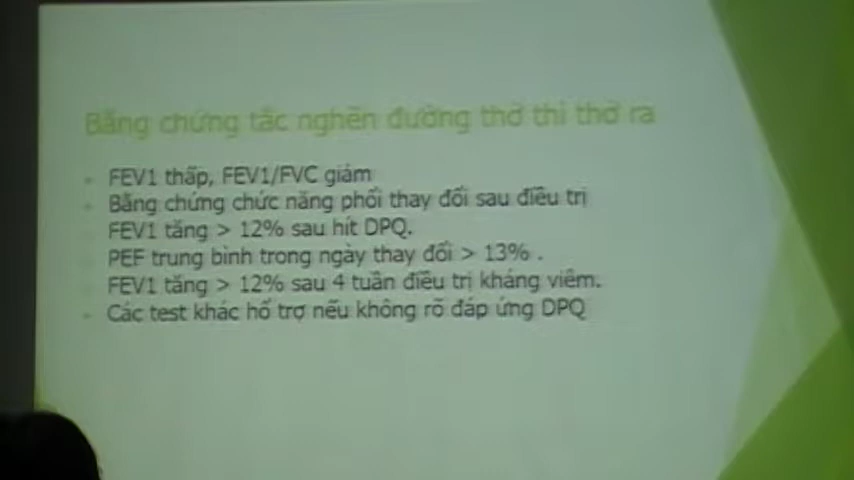 Bằng chứng tắc nghẽn đường thở thì thở ra
- FEV1 thấp, FEV1/FVC giảm
- Bằng chứng chức năng phổi thay đổi sau điều trị
FEV1 tăng > 12% sau hít DPQ.
PEF trung bình trong ngày thay đổi > 13% .
FEV1 tăng > 12% sau 4 tuần điều trị kháng viêm.
- Các test khác hổ trợ nếu không rõ đáp ứng DPQ